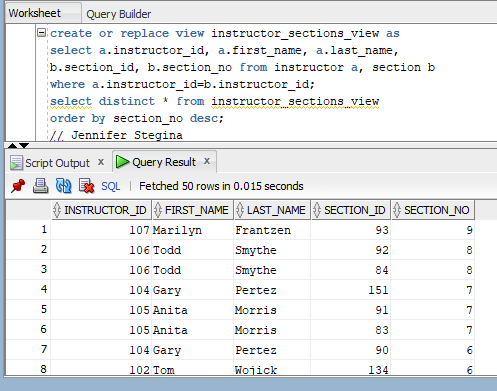 Worksheet Query Builder
create or replace view instructor_sections_view as
select a.instructor_id, a.first_name, a.last_name,
b.section_id, b.section_no from instructor a, section b
where a.instructor_id=b.instructor_id;
select distinct * from instructor_sections_view
order by section_no desc;
// Jennifer Stegina
Script Output x Query Result x
SQL | Fetched 50 rows in 0.015 seconds
INSTRUCTOR_ID FIRST_NAME LAST_NAME SECTION_ID SECTION_NO
1 107 Marilyn Frantzen 93 9
2 106 Todd Smythe 92 8
3 106 Todd Smythe 84 8
4 104 Gary Pertez 151 7
5 105 Anita Morris 91 7
6 105 Anita Morris 83 7
7 104 Gary Pertez 90 6
8 102 Tom Wojick 134 6